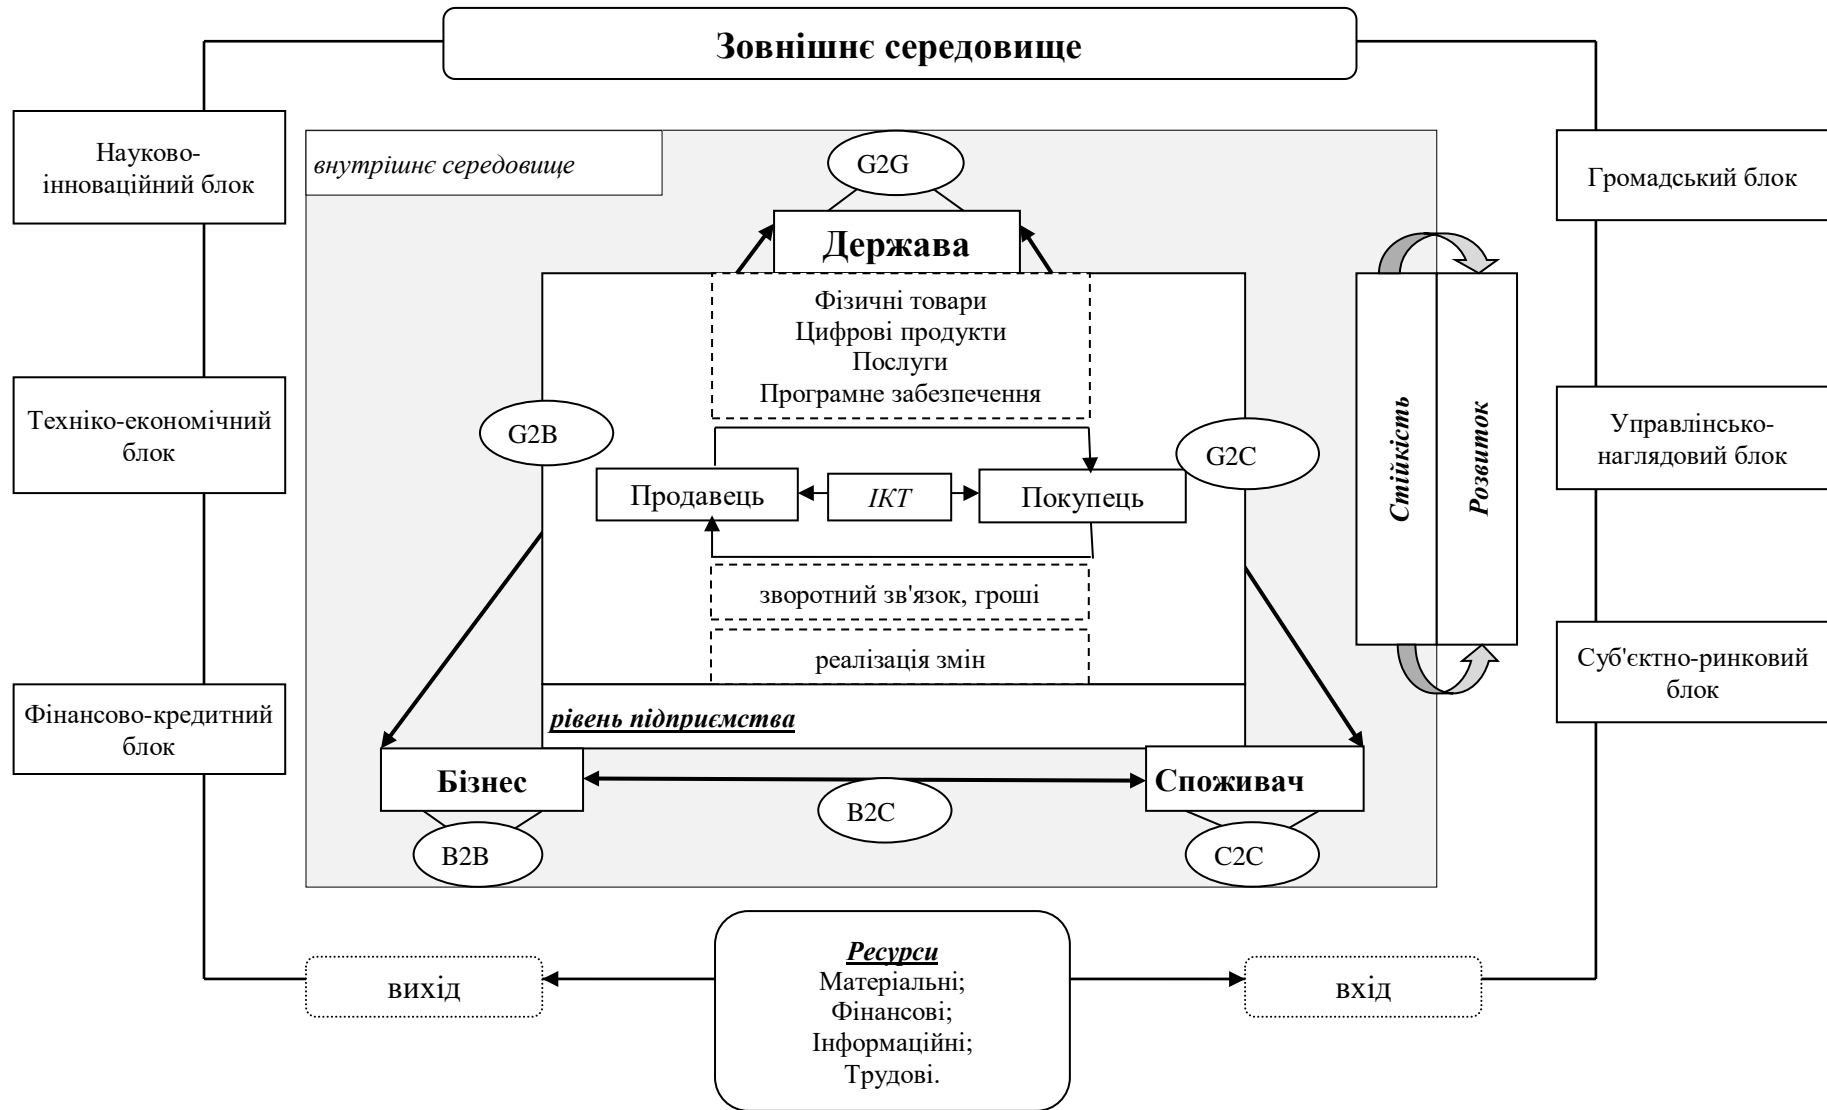 Зовнішнє середовище
Науково-
інноваційний блок
внутрішнє середовище
G2G
Громадський блок
Держава
Фізичні товари
Цифрові продукти
Послуги
Програмне забезпечення
Техніко-економічний
блок
G2B
G2C
Стійкість
Розвиток
Управлінсько-
наглядовий блок
Продавець
ІКТ
Покупець
зворотний зв'язок, гроші
реалізація змін
Суб'єктно-ринковий
блок
Фінансово-кредитний
блок
рівень підприємства
Бізнес
B2C
Споживач
B2B
C2C
вихід
Ресурси
Матеріальні;
Фінансові;
Інформаційні;
Трудові.
вхід